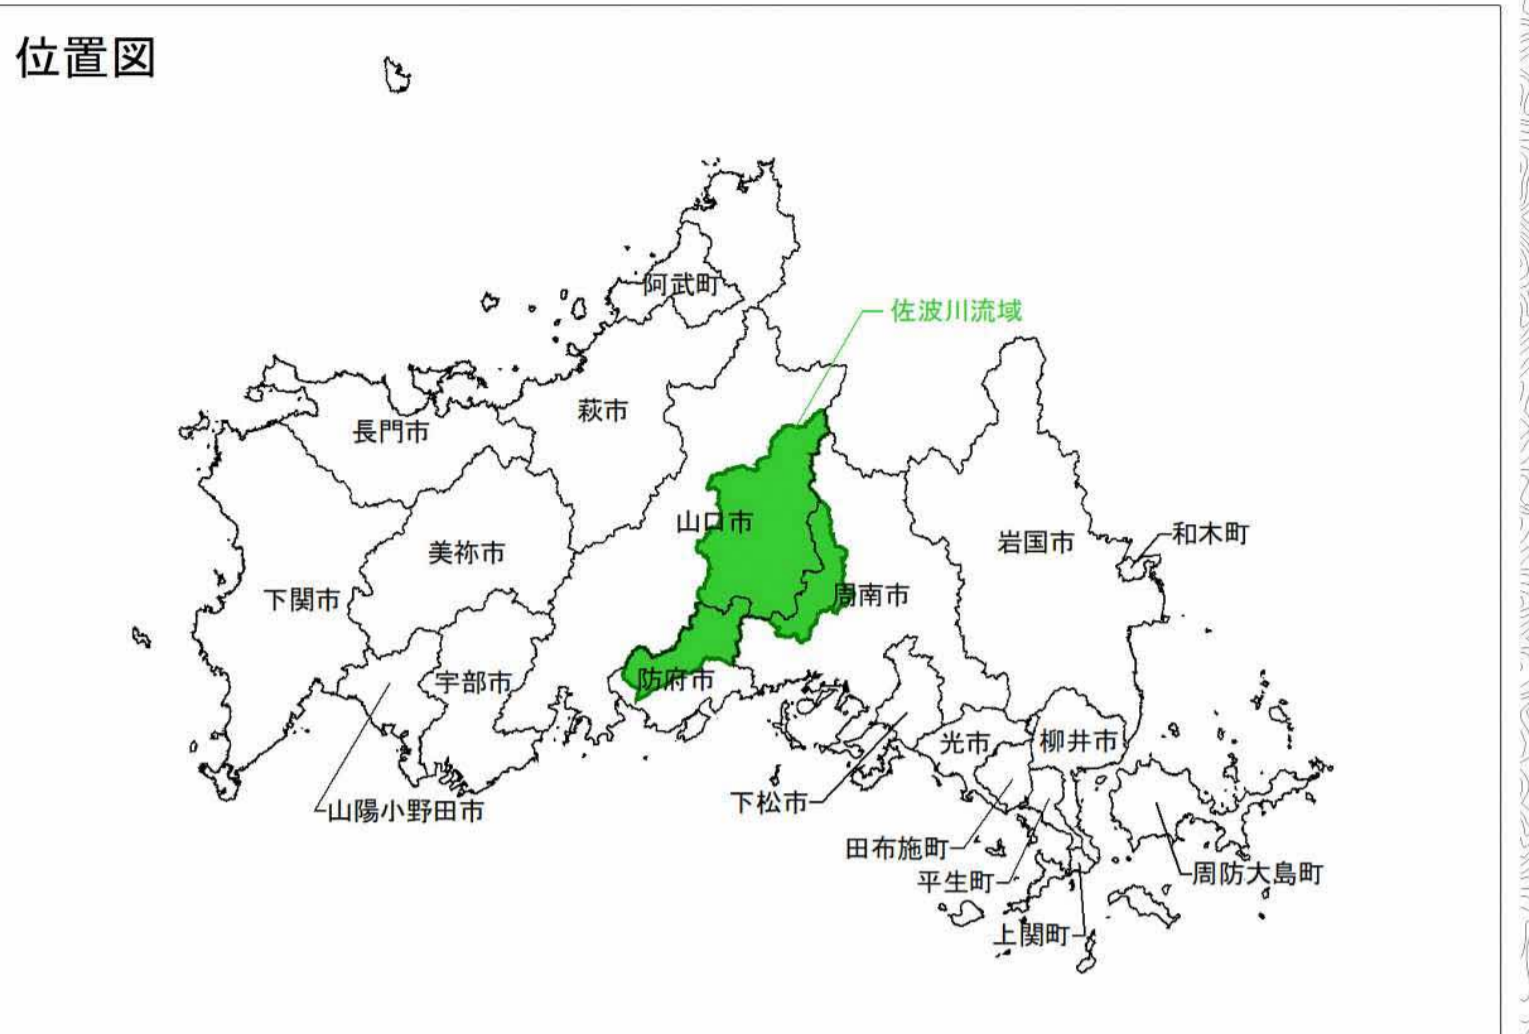 位置図
阿武町
佐波川流域
萩市
長門市
山口市
和木町
岩国市
美祢市
下関市
周南市
防府市
宇部市
光市
柳井市
下松市
山陽小野田市
田布施町
周防大島町
平生町
上関町